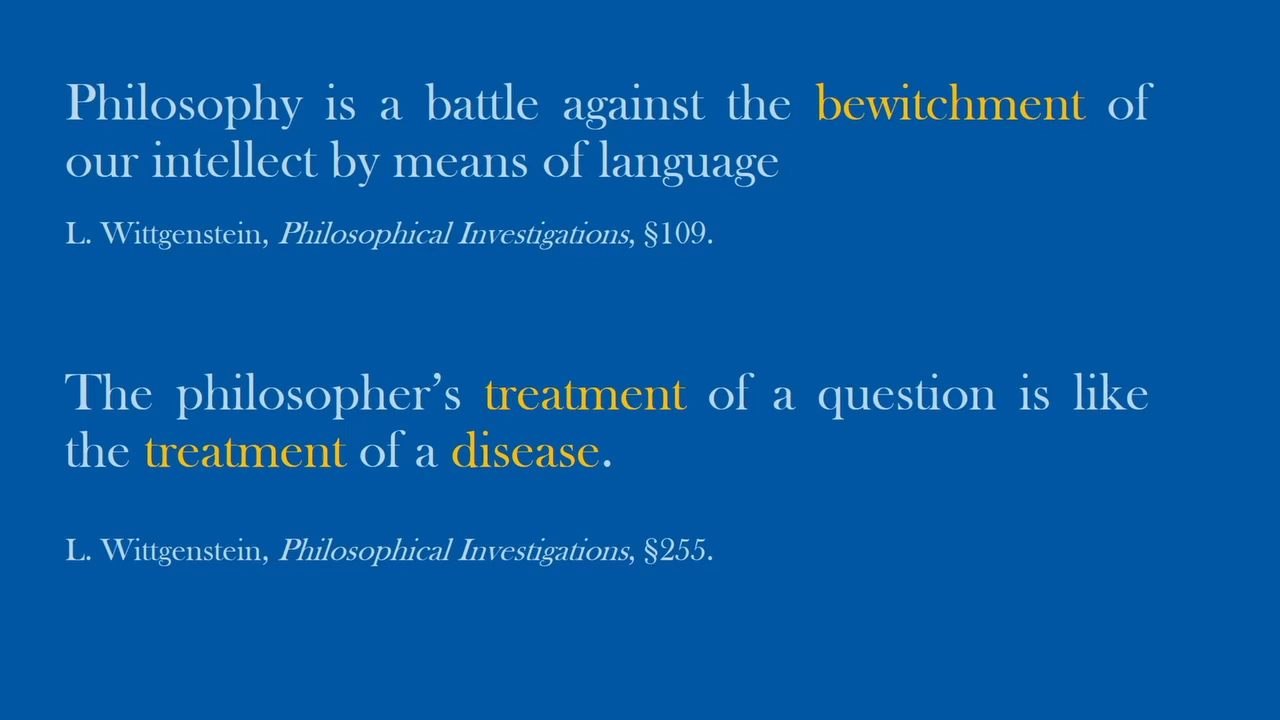 Philosophy is a battle against the bewitchment of
our intellect by means of language
L. Wittgenstein, Philosophical Investigations, §109.
The philosopher’s treatment of a question is like
the treatment of a disease.
L. Wittgenstein, Philosophical Investigations, §255.